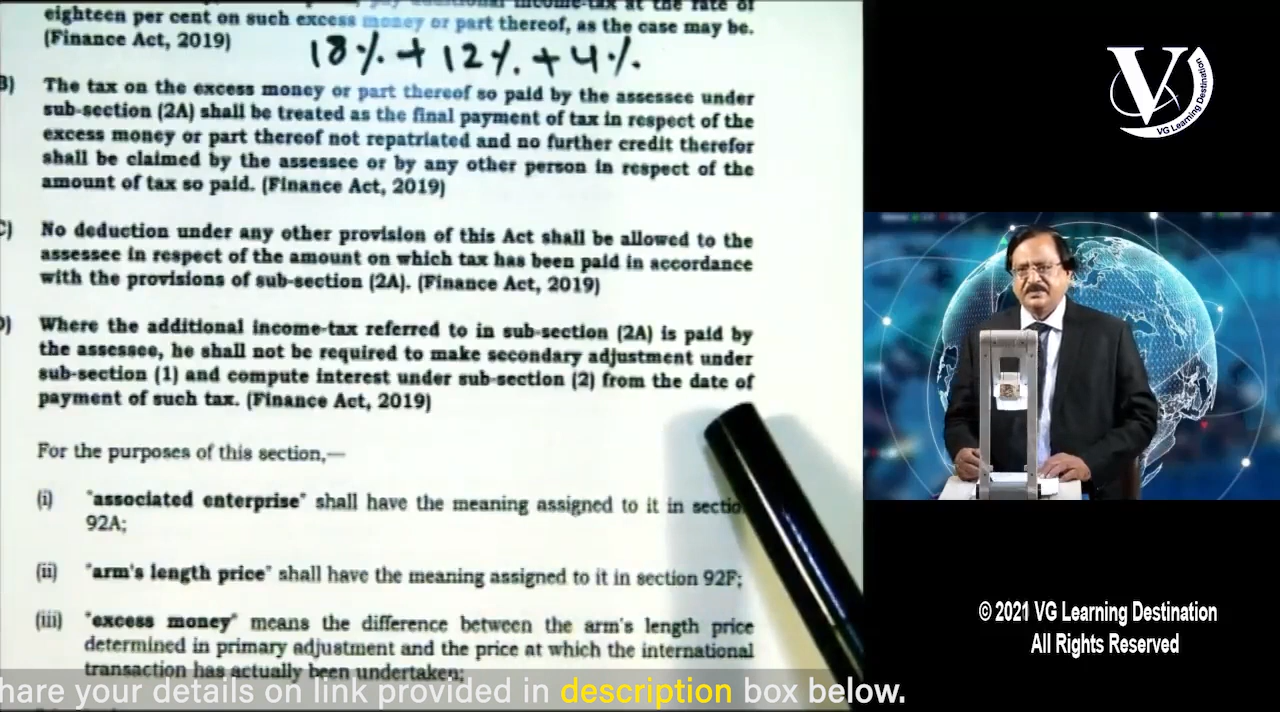 eighteen per cent on such excess money or part thereof, as the case may be.
(Finance Act, 2019)
18% + 12% + 4%.
B) The tax on the excess money or part thereof so paid by the assessee under
sub-section (2A) shall be treated as the final payment of tax in respect of the
excess money or part thereof not repatriated and no further credit therefor
shall be claimed by the assessee or by any other person in respect of the
amount of tax so paid. (Finance Act, 2019)
C) No deduction under any other provision of this Act shall be allowed to the
assessee in respect of the amount on which tax has been paid in accordance
with the provisions of sub-section (2A). (Finance Act, 2019)
D) Where the additional income-tax referred to in sub-section (2A) is paid by
the assessee, he shall not be required to make secondary adjustment under
sub-section (1) and compute interest under sub-section (2) from the date of
payment of such tax. (Finance Act, 2019)
For the purposes of this section,—
(i) "associated enterprise" shall have the meaning assigned to it in sectio
92A;
(ii) "arm's length price" shall have the meaning assigned to it in section 92F;
(iii) "excess money" means the difference between the arm's length price
determined in primary adjustment and the price at which the international
transaction has actually been undertaken;
hare your details on link provided in description box below.
V
VG Learning Destination
© 2021 VG Learning Destination
All Rights Reserved